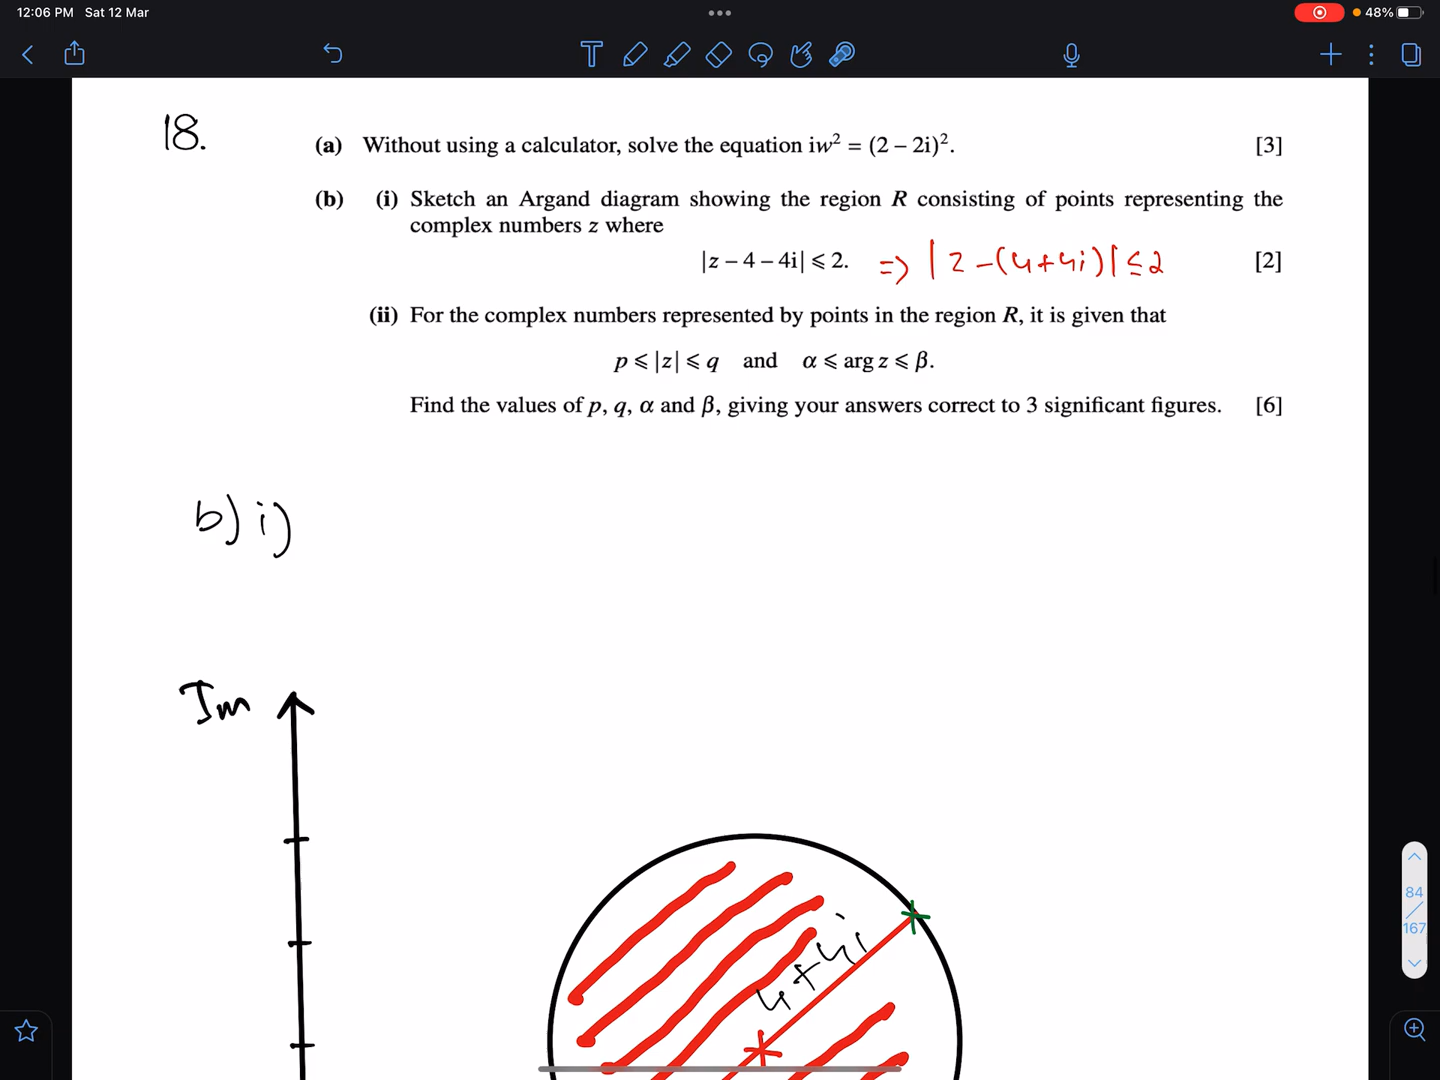 12:06 PM Sat 12 Mar
48%
18.
(a) Without using a calculator, solve the equation iw² = (2 – 2i)². [3]
(b) (i) Sketch an Argand diagram showing the region R consisting of points representing the
complex numbers z where
|z – 4 – 4i| ⩽ 2. => |z –(4+4i)| ≤ 2 [2]
(ii) For the complex numbers represented by points in the region R, it is given that
p ⩽ |z| ⩽ q and α ⩽ arg z ⩽ β.
Find the values of p, q, α and β, giving your answers correct to 3 significant figures. [6]
b) i)
Im
4+4i
84
/
167